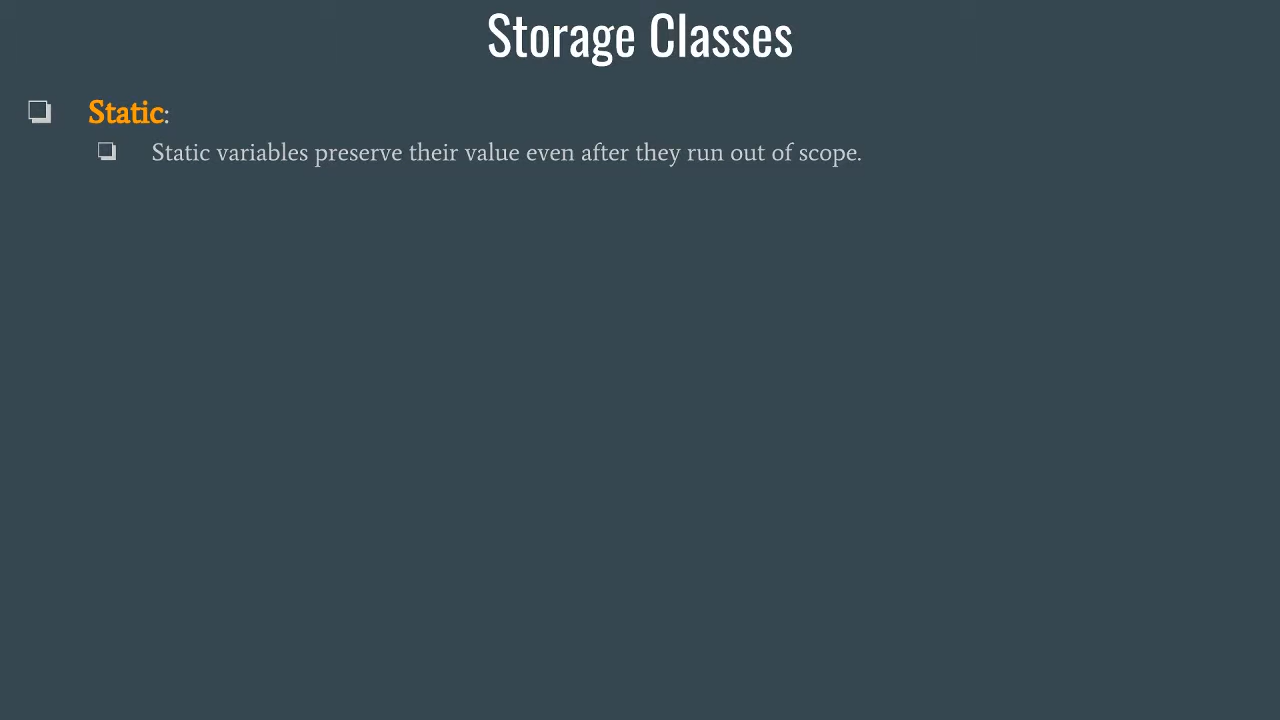 Storage Classes
Static:
Static variables preserve their value even after they run out of scope.